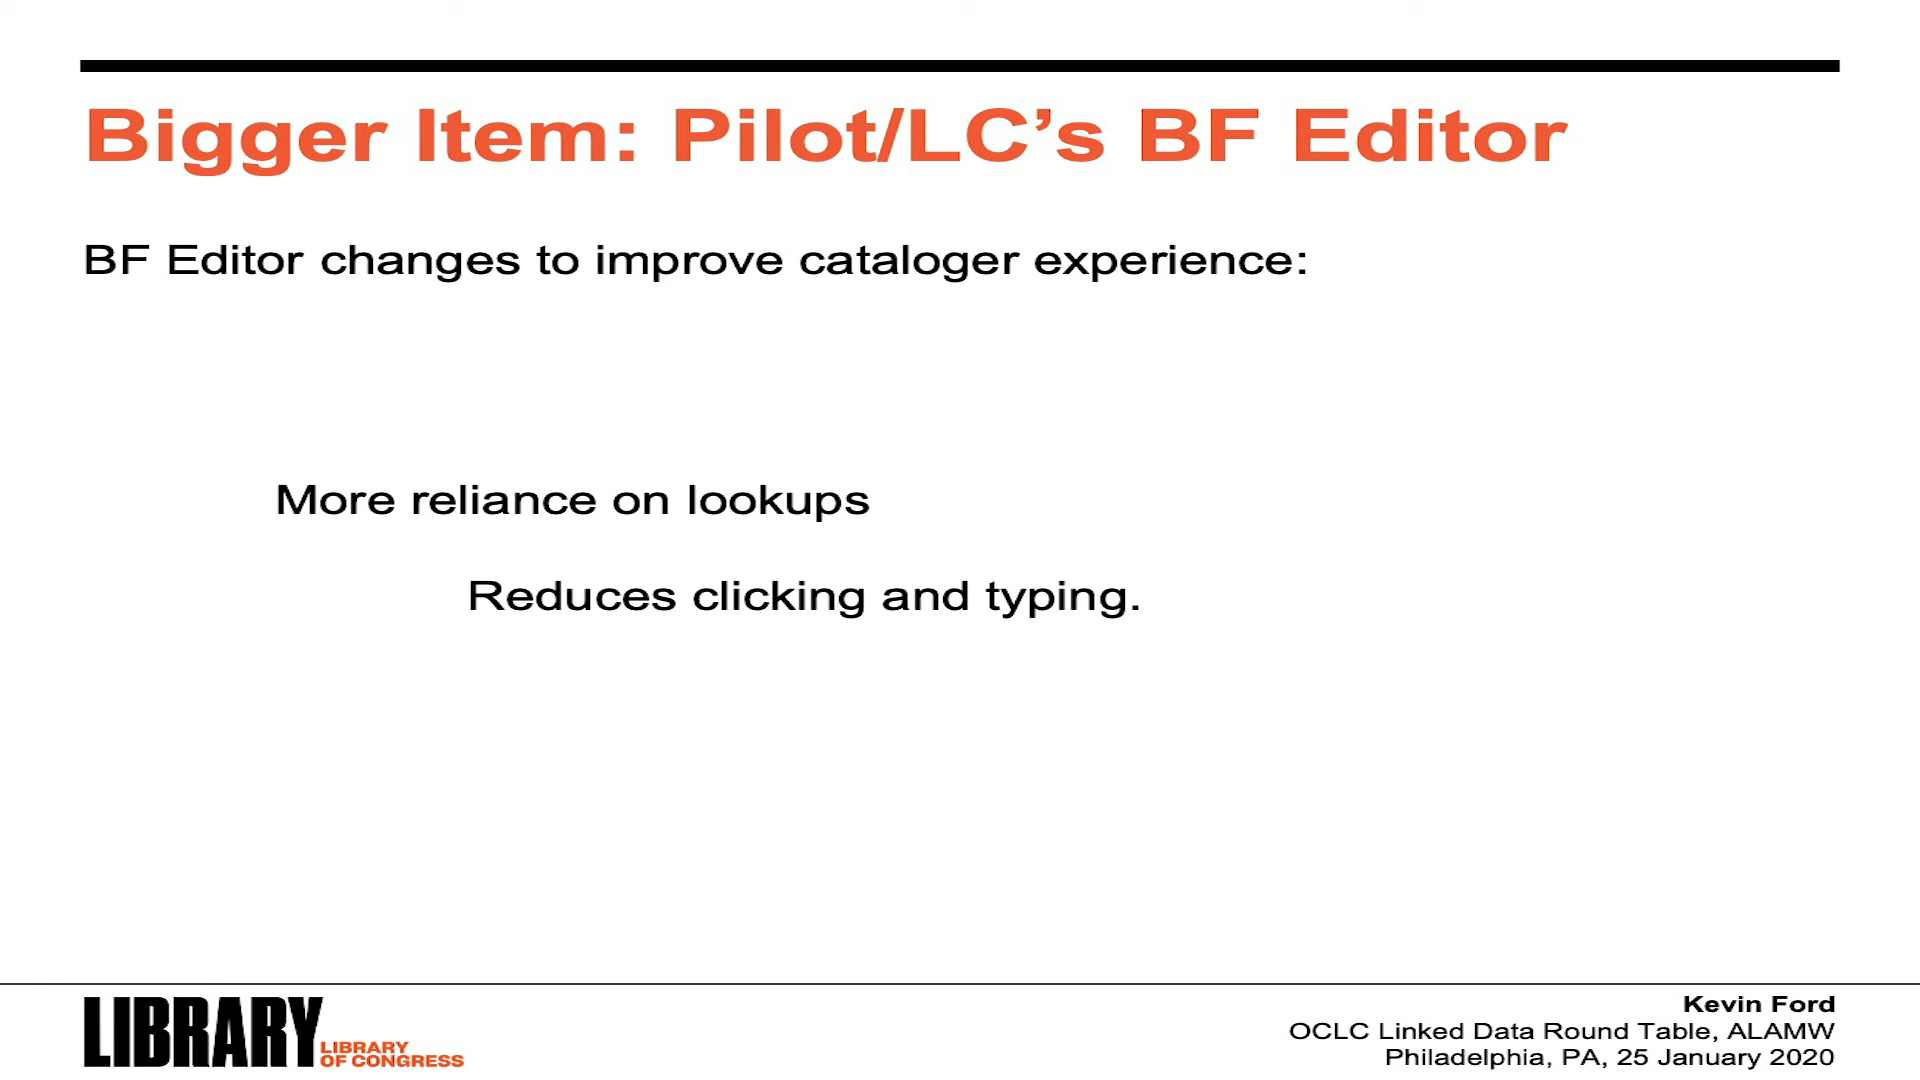 Bigger Item: Pilot/LC’s BF Editor
BF Editor changes to improve cataloger experience:
More reliance on lookups
Reduces clicking and typing.
LIBRARY
LIBRARY
OF CONGRESS
Kevin Ford
OCLC Linked Data Round Table, ALAMW
Philadelphia, PA, 25 January 2020